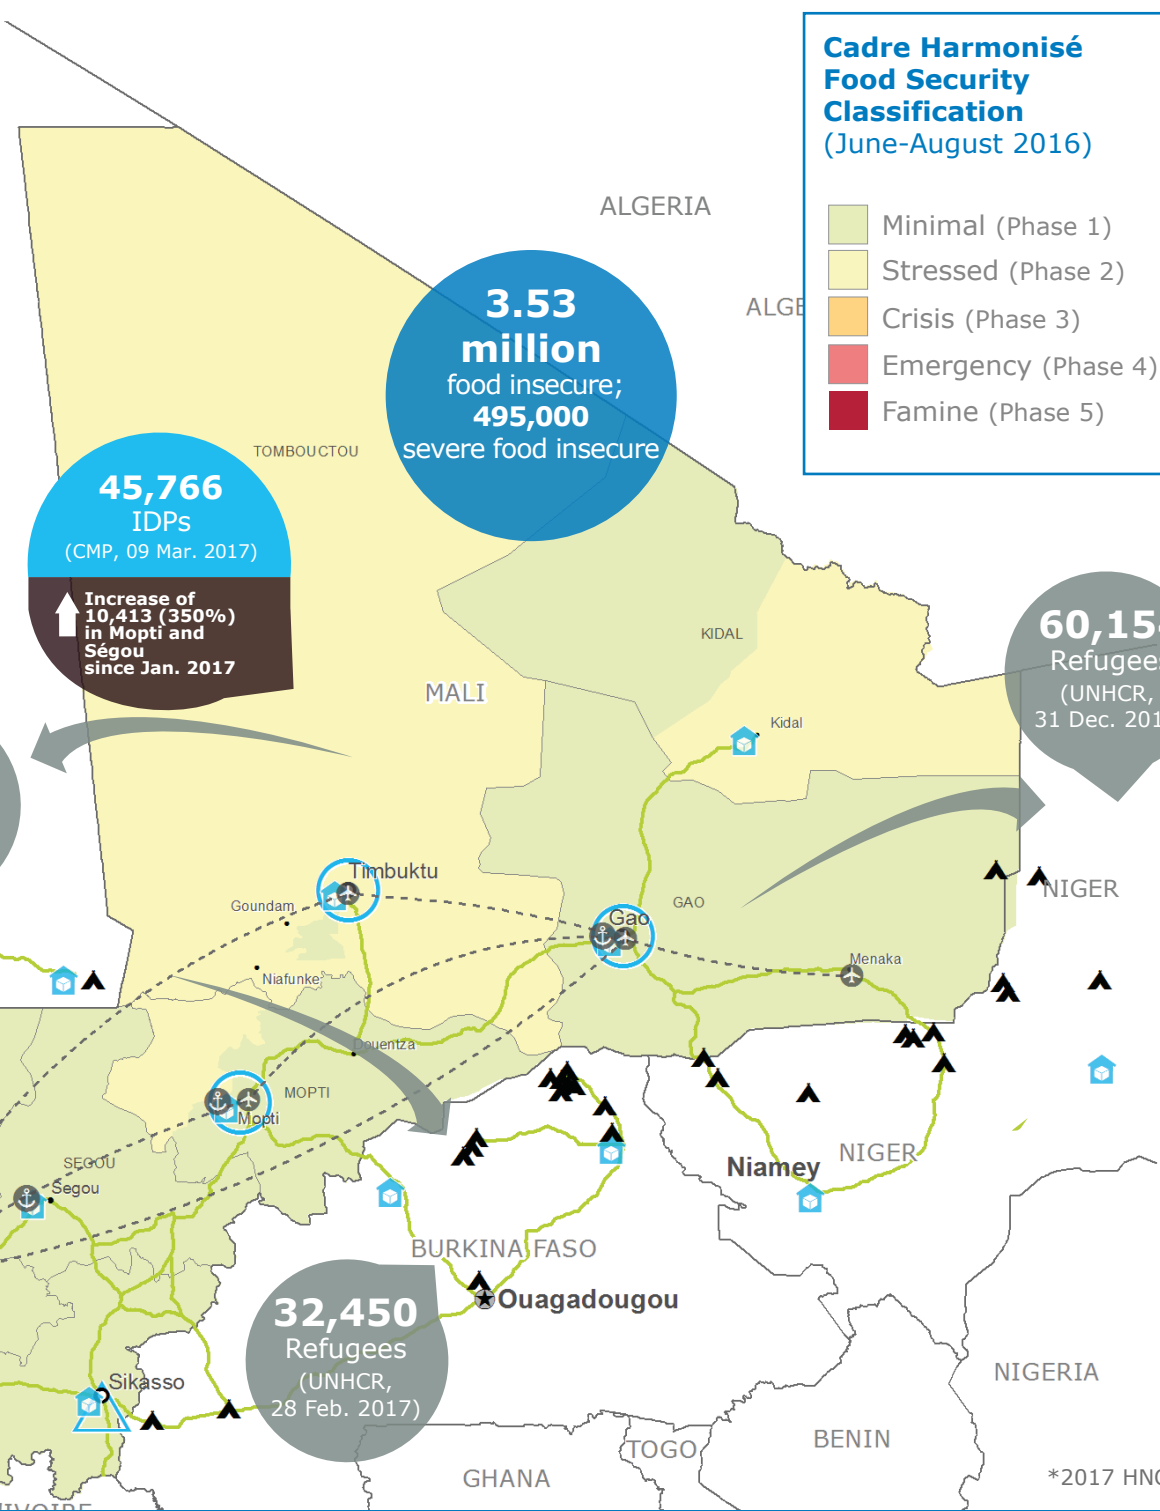 Cadre Harmonisé
Food Security
Classification
(June-August 2016)
Minimal (Phase 1)
Stressed (Phase 2)
Crisis (Phase 3)
Emergency (Phase 4)
Famine (Phase 5)
ALGERIA
3.53
million
food insecure;
495,000
severe food insecure
TOMBOUCTOU
45,766
IDPs
(CMP, 09 Mar. 2017)
Increase of
10,413 (350%)
in Mopti and
Ségou
since Jan. 2017
KIDAL
MALI
Kidal
Refugees
(UNHCR,
31 Dec.
Timbuktu
Goundam
Niafunke
Gao
GAO
Menaka
NIGER
Douentza
MOPTI
Mopti
SEGOU
Segou
Niamey
NIGER
BURKINA FASO
Ouagadougou
32,450
Refugees
(UNHCR,
28 Feb. 2017)
Sikasso
NIGERIA
BENIN
TOGO
GHANA
*2017